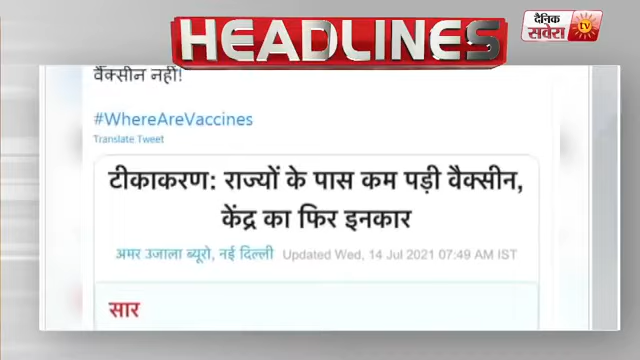 HEADLINES
दैनिक
सवेरा tv
वैक्सीन नहीं!
#WhereAreVaccines
Translate Tweet
टीकाकरण: राज्यों के पास कम पड़ी वैक्सीन,
केंद्र का फिर इनकार
अमर उजाला ब्यूरो, नई दिल्ली Updated Wed, 14 Jul 2021 07:49 AM IST
सार